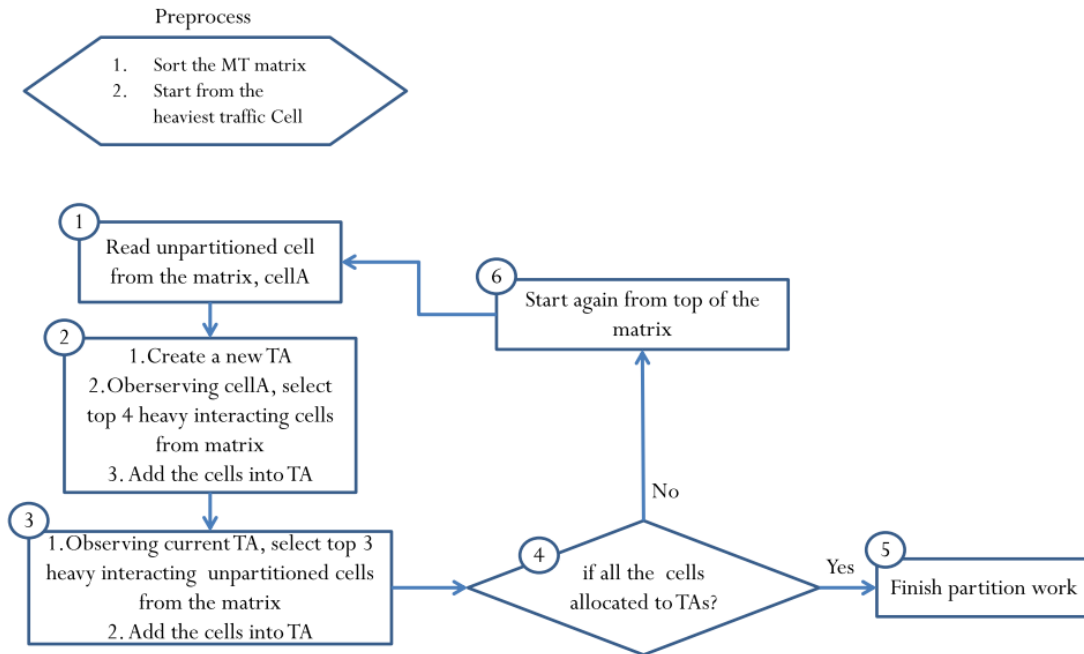 Preprocess
1. Sort the MT matrix
2. Start from the
heaviest traffic Cell
1
Read unpartitioned cell
from the matrix, cellA
2
1.Create a new TA
2.Oberserving cellA, select
top 4 heavy interacting cells
from matrix
3. Add the cells into TA
3
1.Observing current TA, select top 3
heavy interacting unpartitioned cells
from the matrix
2. Add the cells into TA
4
if all the cells
allocated to TAs?
Yes
5
Finish partition work
No
6
Start again from top of the
matrix